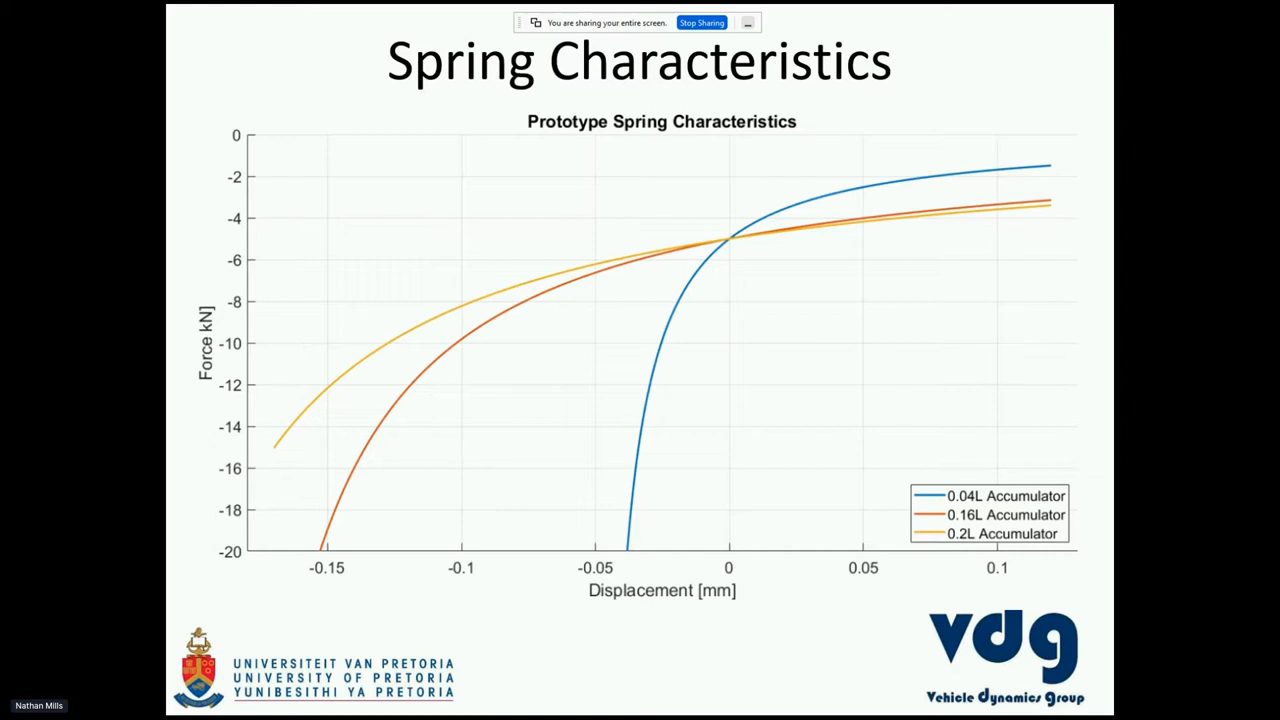 You are sharing your entire screen. Stop Sharing
Spring Characteristics
Prototype Spring Characteristics
0
-2
-4
-6
-8
-10
-12
-14
-16
-18
-20
Force kN]
0.04L Accumulator
0.16L Accumulator
0.2L Accumulator
-0.15 -0.1 -0.05 0 0.05 0.1
Displacement [mm]
UNIVERSITEIT VAN PRETORIA
UNIVERSITY OF PRETORIA
YUNIBESITHI YA PRETORIA
vdg
Vehicle dynamics Group
Nathan Mills